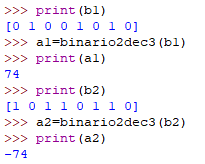 >>> print(b1)
[0 1 0 0 1 0 1 0]
>>> a1=binario2dec3(b1)
>>> print(a1)
74
>>> print(b2)
[1 0 1 1 0 1 1 0]
>>> a2=binario2dec3(b2)
>>> print(a2)
-74